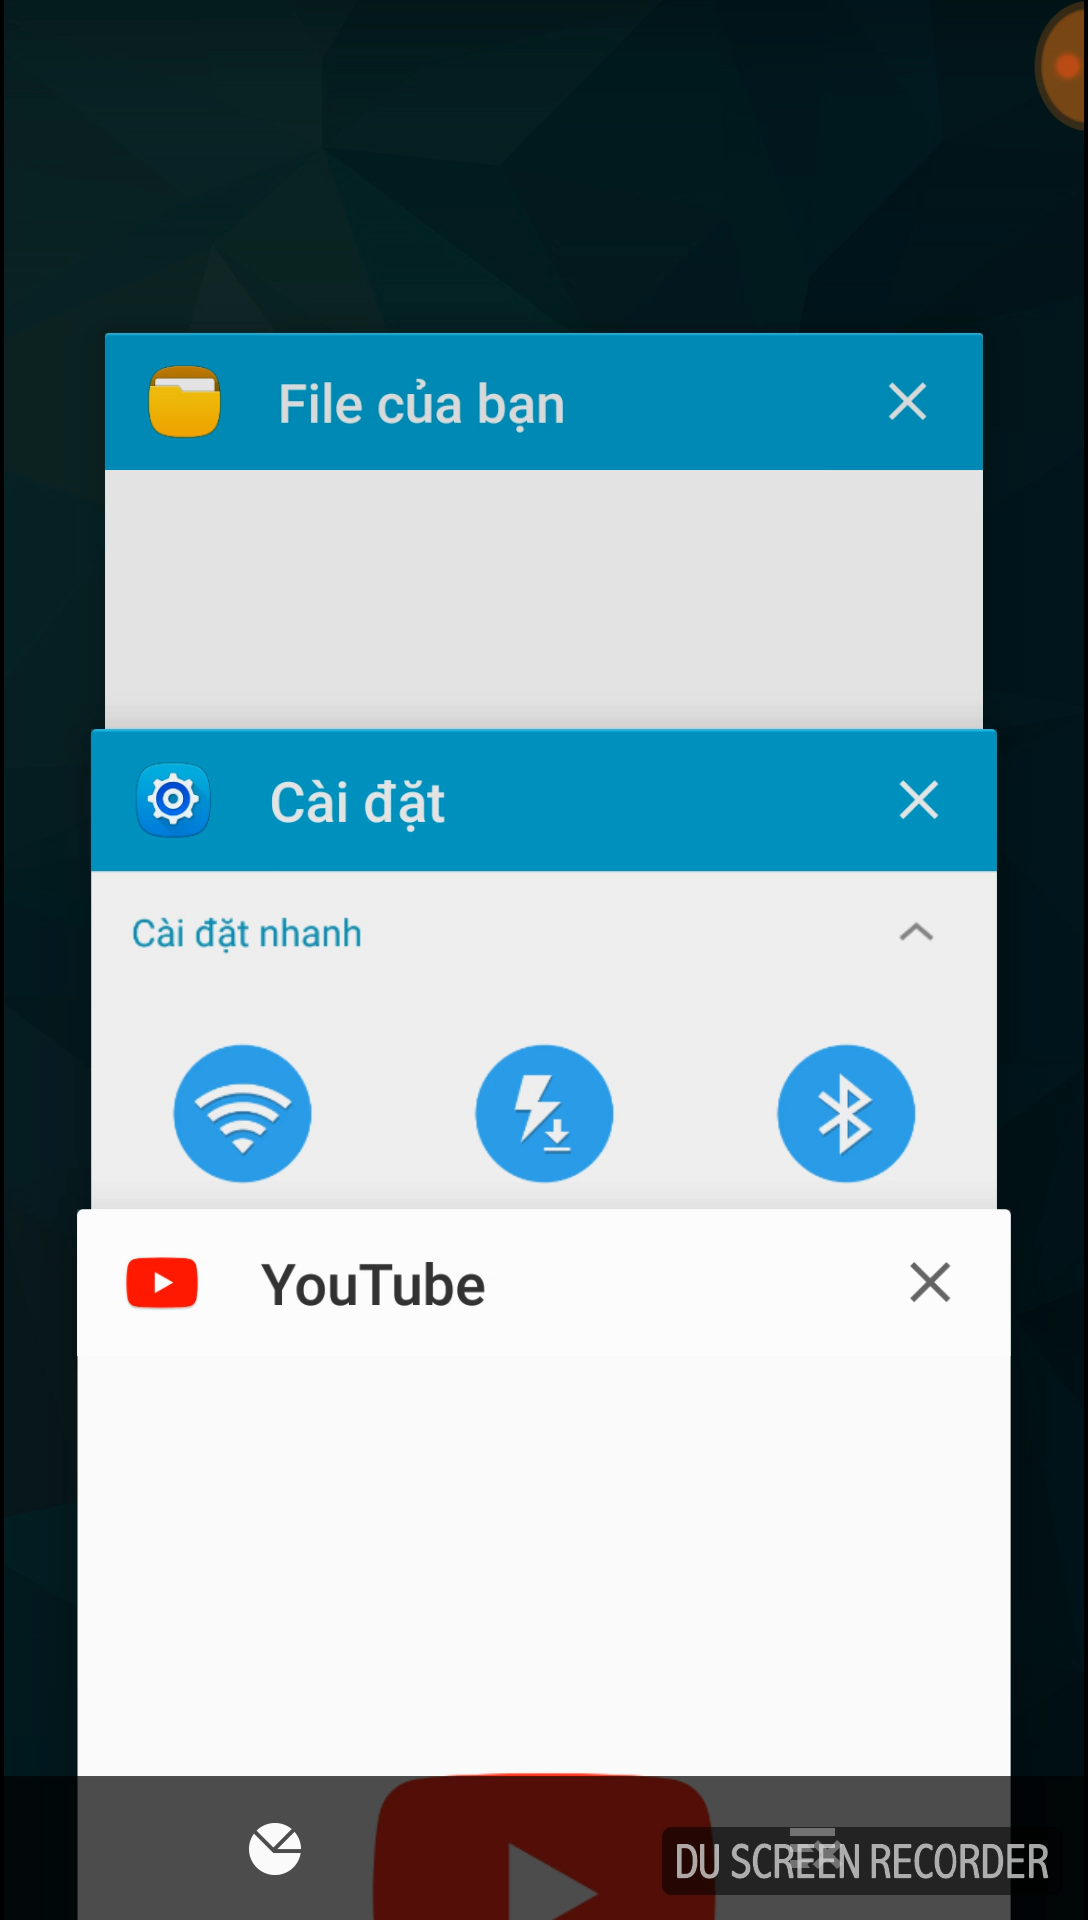 File của bạn
Cài đặt
Cài đặt nhanh
YouTube
DU SCREEN RECORDER